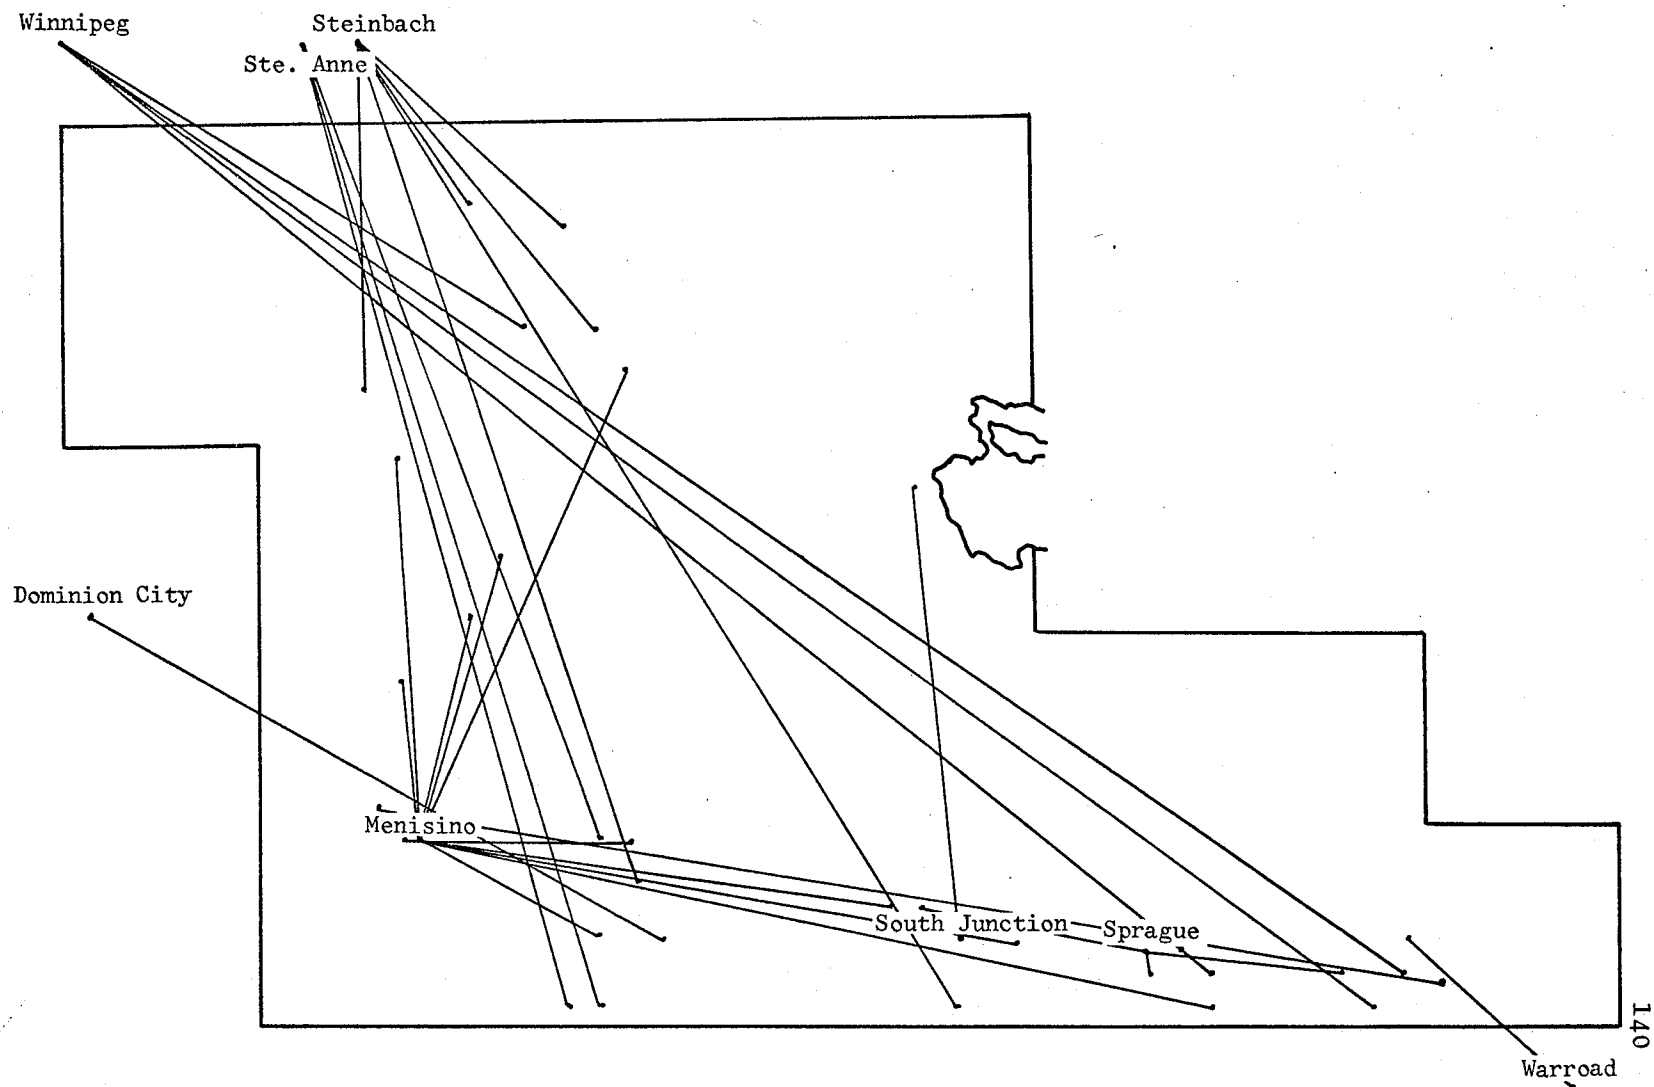 Winnipeg
Steinbach
Ste. Anne
Dominion City
Menisino
South Junction
Sprague
140
Warroad